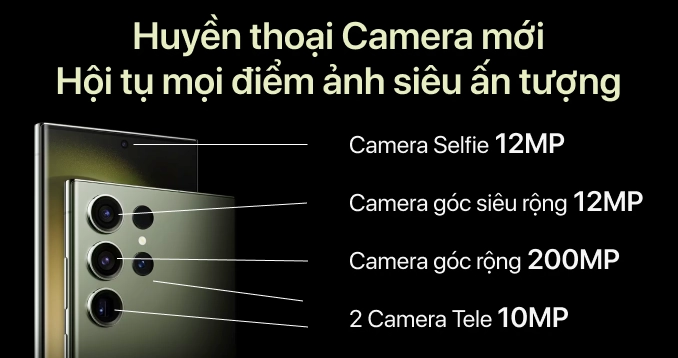 Huyền thoại Camera mới
Hội tụ mọi điểm ảnh siêu ấn tượng
Camera Selfie 12MP
Camera góc siêu rộng 12MP
Camera góc rộng 200MP
2 Camera Tele 10MP